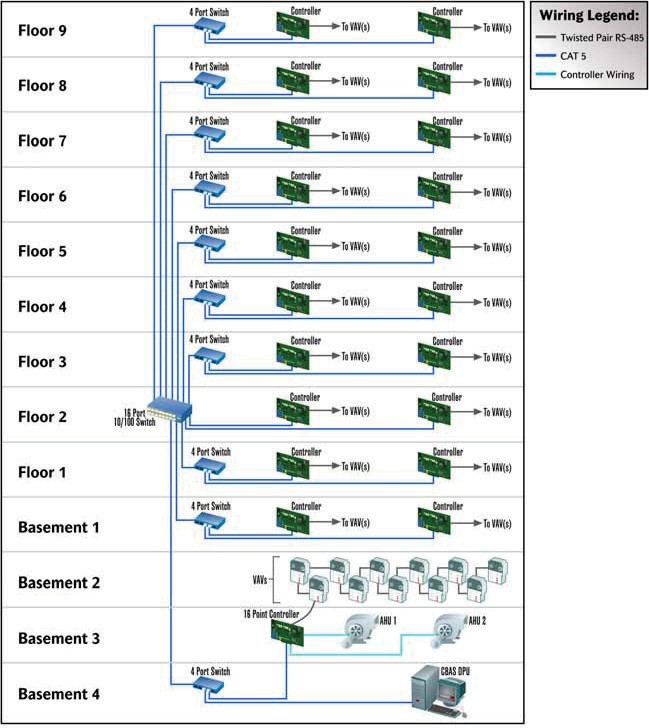 Wiring Legend:
Twisted Pair RS-485
CAT 5
Controller Wiring
Floor 9
4 Port Switch
Controller
To VAV(s)
Controller
To VAV(s)
Floor 8
4 Port Switch
Controller
To VAV(s)
Controller
To VAV(s)
Floor 7
4 Port Switch
Controller
To VAV(s)
Controller
To VAV(s)
Floor 6
4 Port Switch
Controller
To VAV(s)
Controller
To VAV(s)
Floor 5
4 Port Switch
Controller
To VAV(s)
Controller
To VAV(s)
Floor 4
4 Port Switch
Controller
To VAV(s)
Controller
To VAV(s)
Floor 3
4 Port Switch
Controller
To VAV(s)
Controller
To VAV(s)
Floor 2
16 Port
10/100 Switch
Controller
To VAV(s)
Controller
To VAV(s)
Floor 1
4 Port Switch
Controller
To VAV(s)
Controller
To VAV(s)
Basement 1
4 Port Switch
Controller
To VAV(s)
Controller
To VAV(s)
Basement 2
VAVs
Basement 3
16 Point Controller
AHU 1
AHU 2
Basement 4
4 Port Switch
CBAS DPU